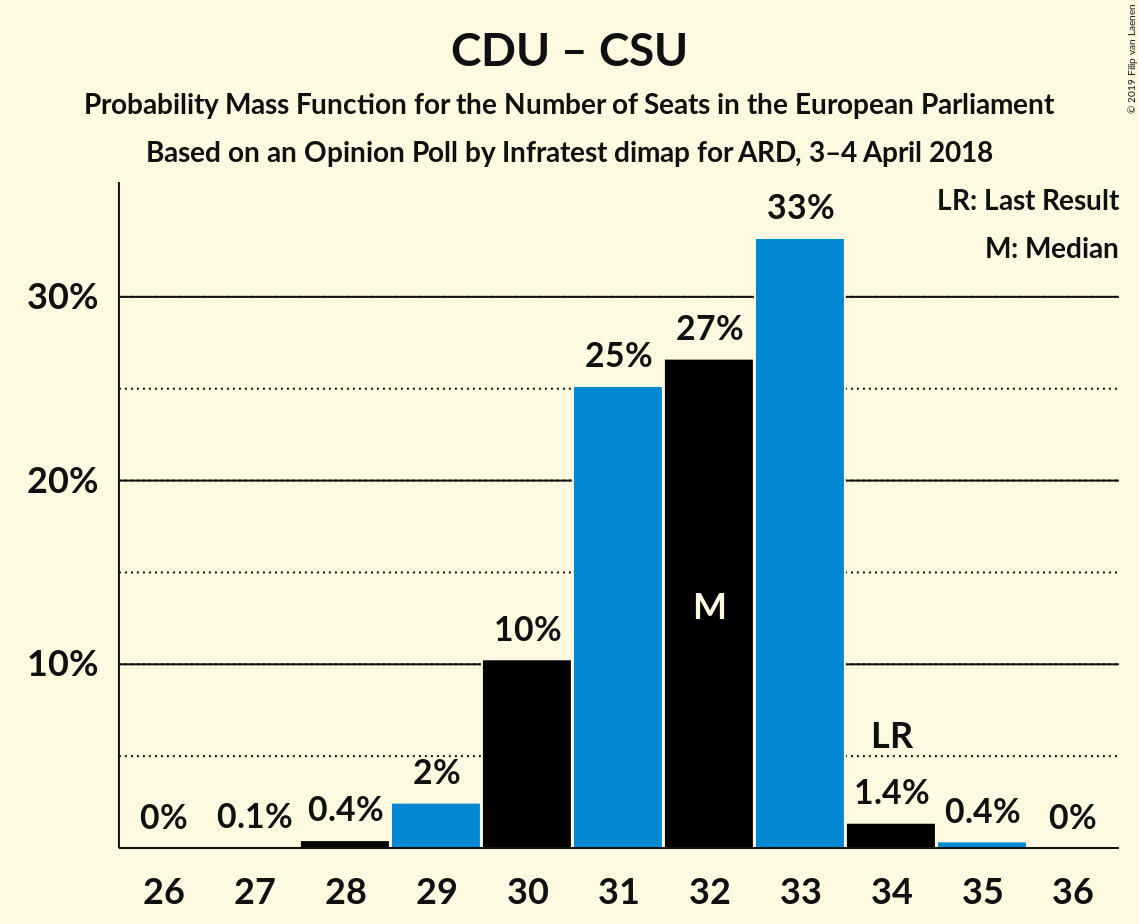 CDU – CSU
Probability Mass Function for the Number of Seats in the European Parliament
Based on an Opinion Poll by Infratest dimap for ARD, 3–4 April 2018
© 2019 Filip van Laenen
LR: Last Result
M: Median
33%
30%
27%
25%
20%
M
10%
10%
LR
2%
1.4%
0%
0.1%
0.4%
0.4%
0%
26 27 28 29 30 31 32 33 34 35 36